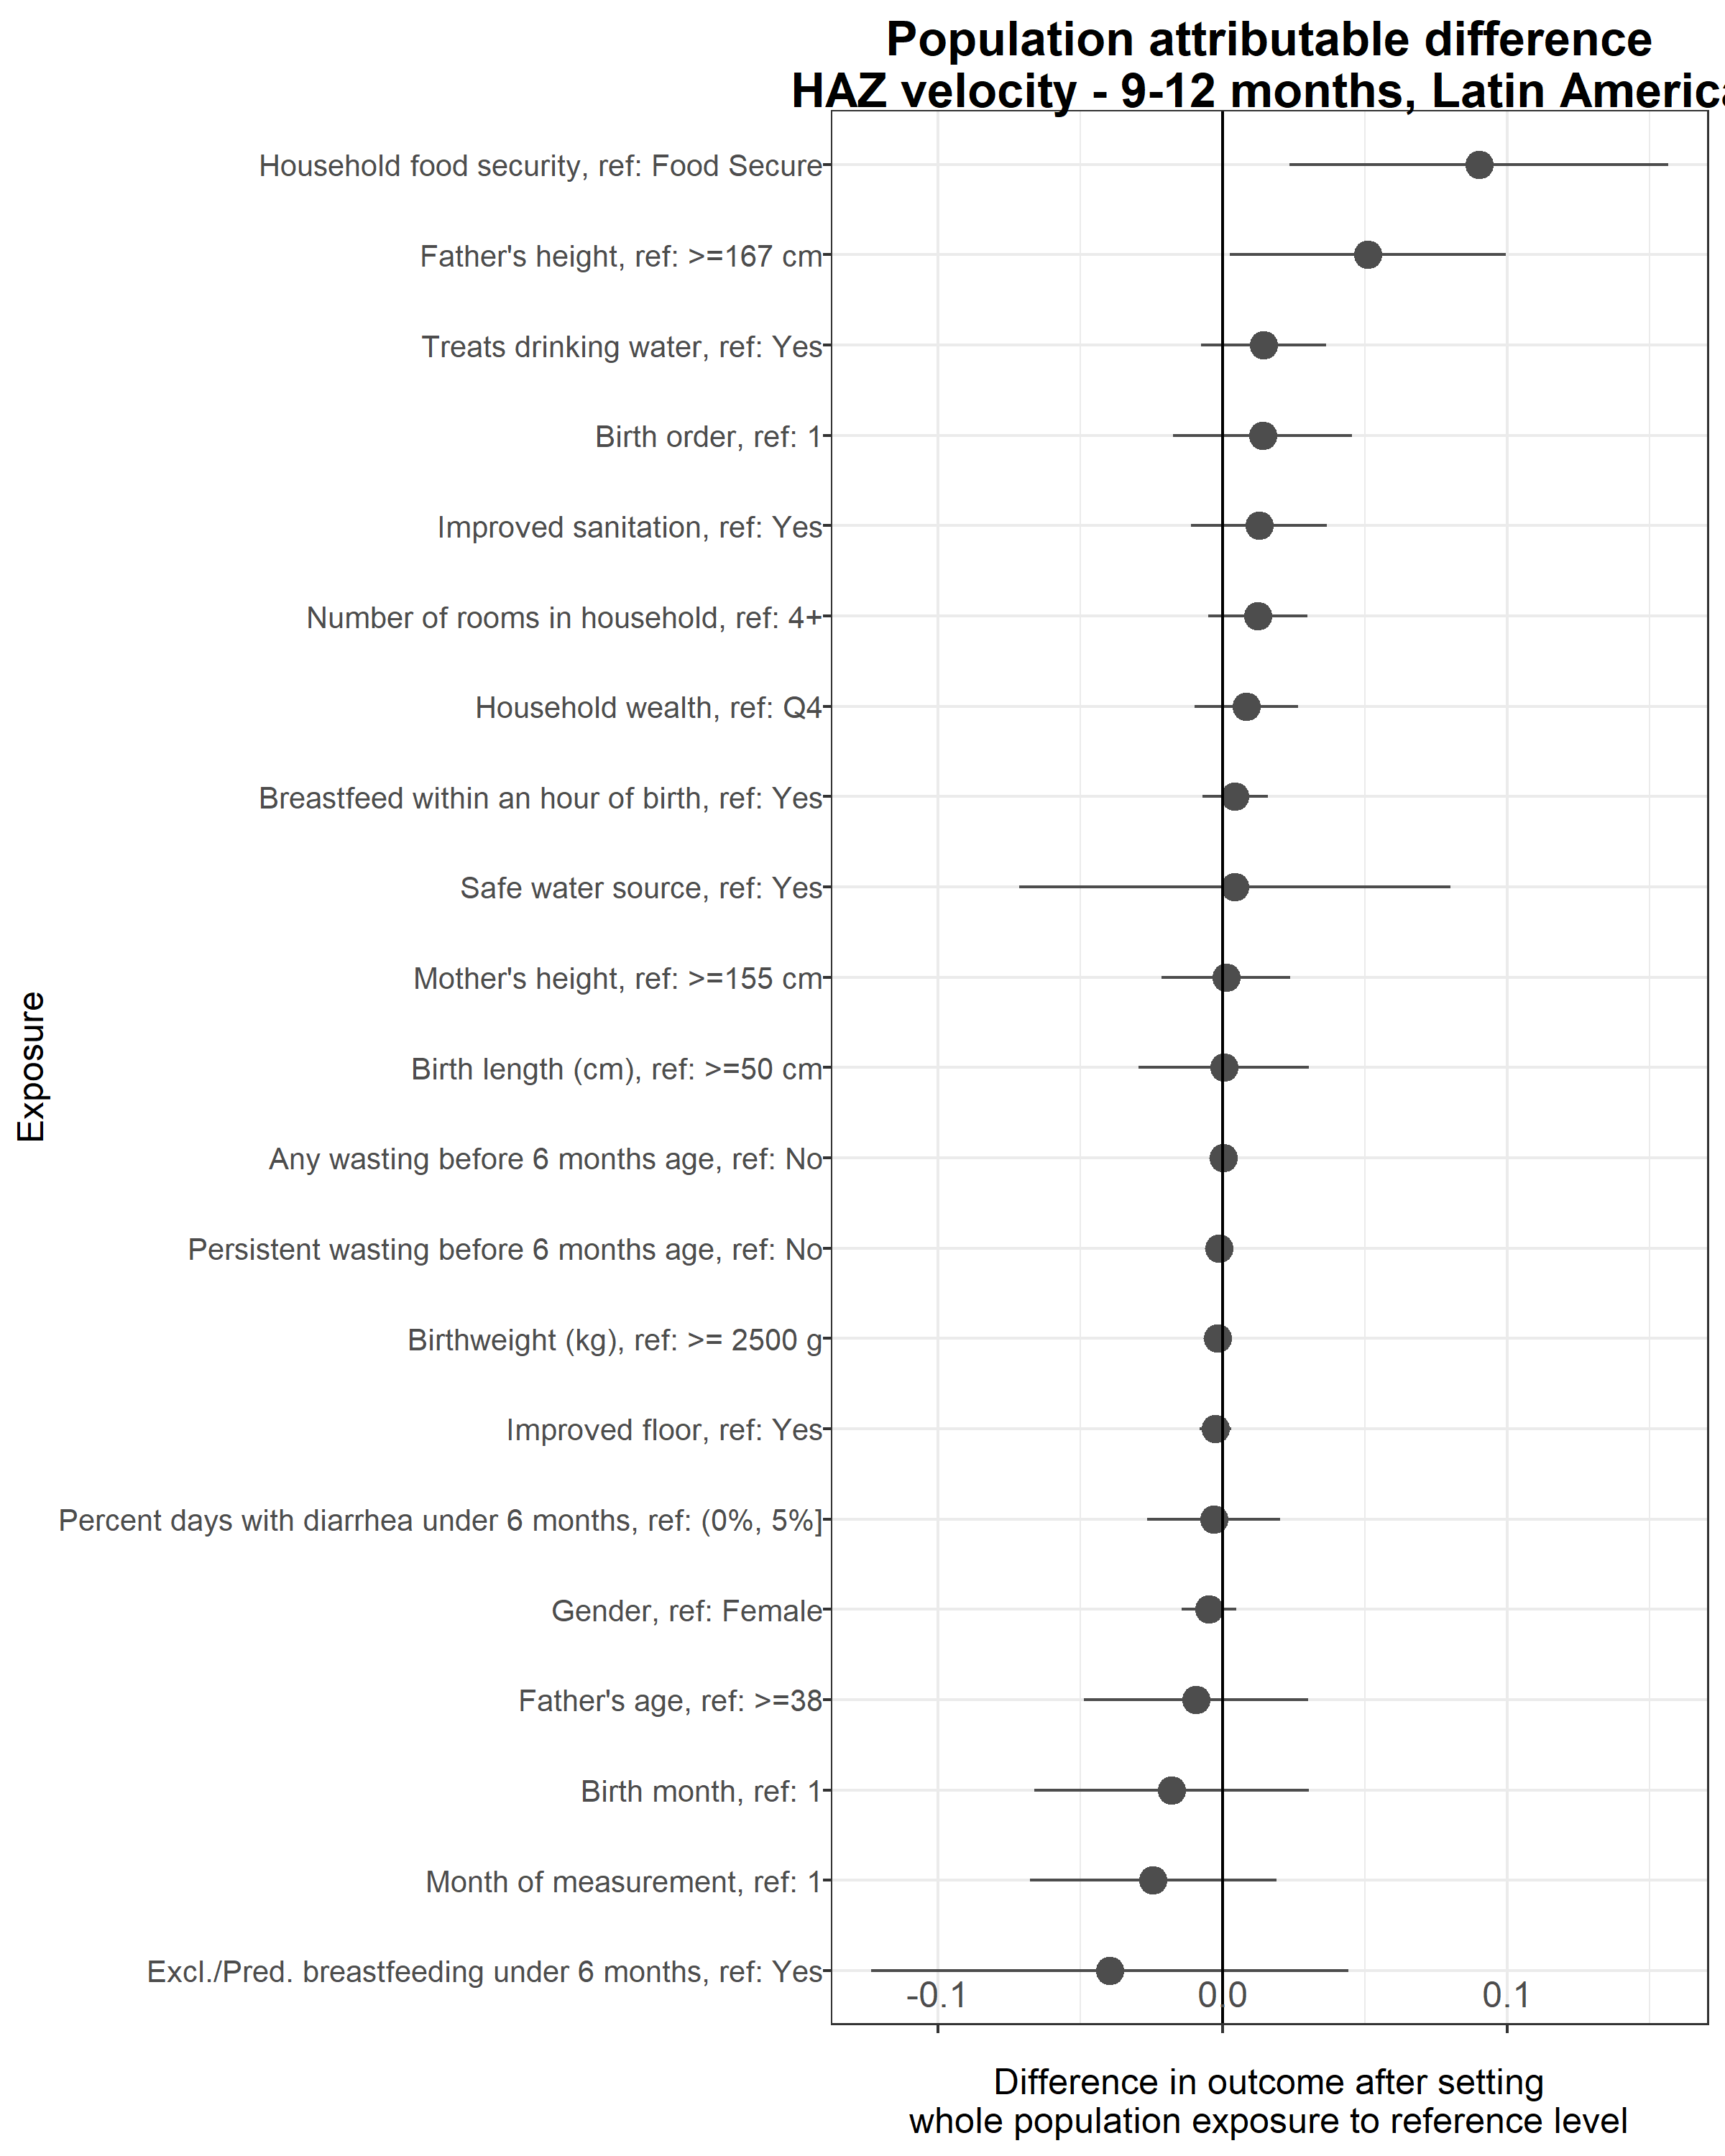 Population attributable difference
HAZ velocity - 9-12 months, Latin America
Household food security, ref: Food Secure
Father's height, ref: >=167 cm
Treats drinking water, ref: Yes
Birth order, ref: 1
Improved sanitation, ref: Yes
Number of rooms in household, ref: 4+
Household wealth, ref: Q4
Breastfeed within an hour of birth, ref: Yes
Safe water source, ref: Yes
Mother's height, ref: >=155 cm
Birth length (cm), ref: >=50 cm
Any wasting before 6 months age, ref: No
Persistent wasting before 6 months age, ref: No
Birthweight (kg), ref: >= 2500 g
Improved floor, ref: Yes
Percent days with diarrhea under 6 months, ref: (0%, 5%]
Gender, ref: Female
Father's age, ref: >=38
Birth month, ref: 1
Month of measurement, ref: 1
Excl./Pred. breastfeeding under 6 months, ref: Yes
Exposure
-0.1 0.0 0.1
Difference in outcome after setting
whole population exposure to reference level